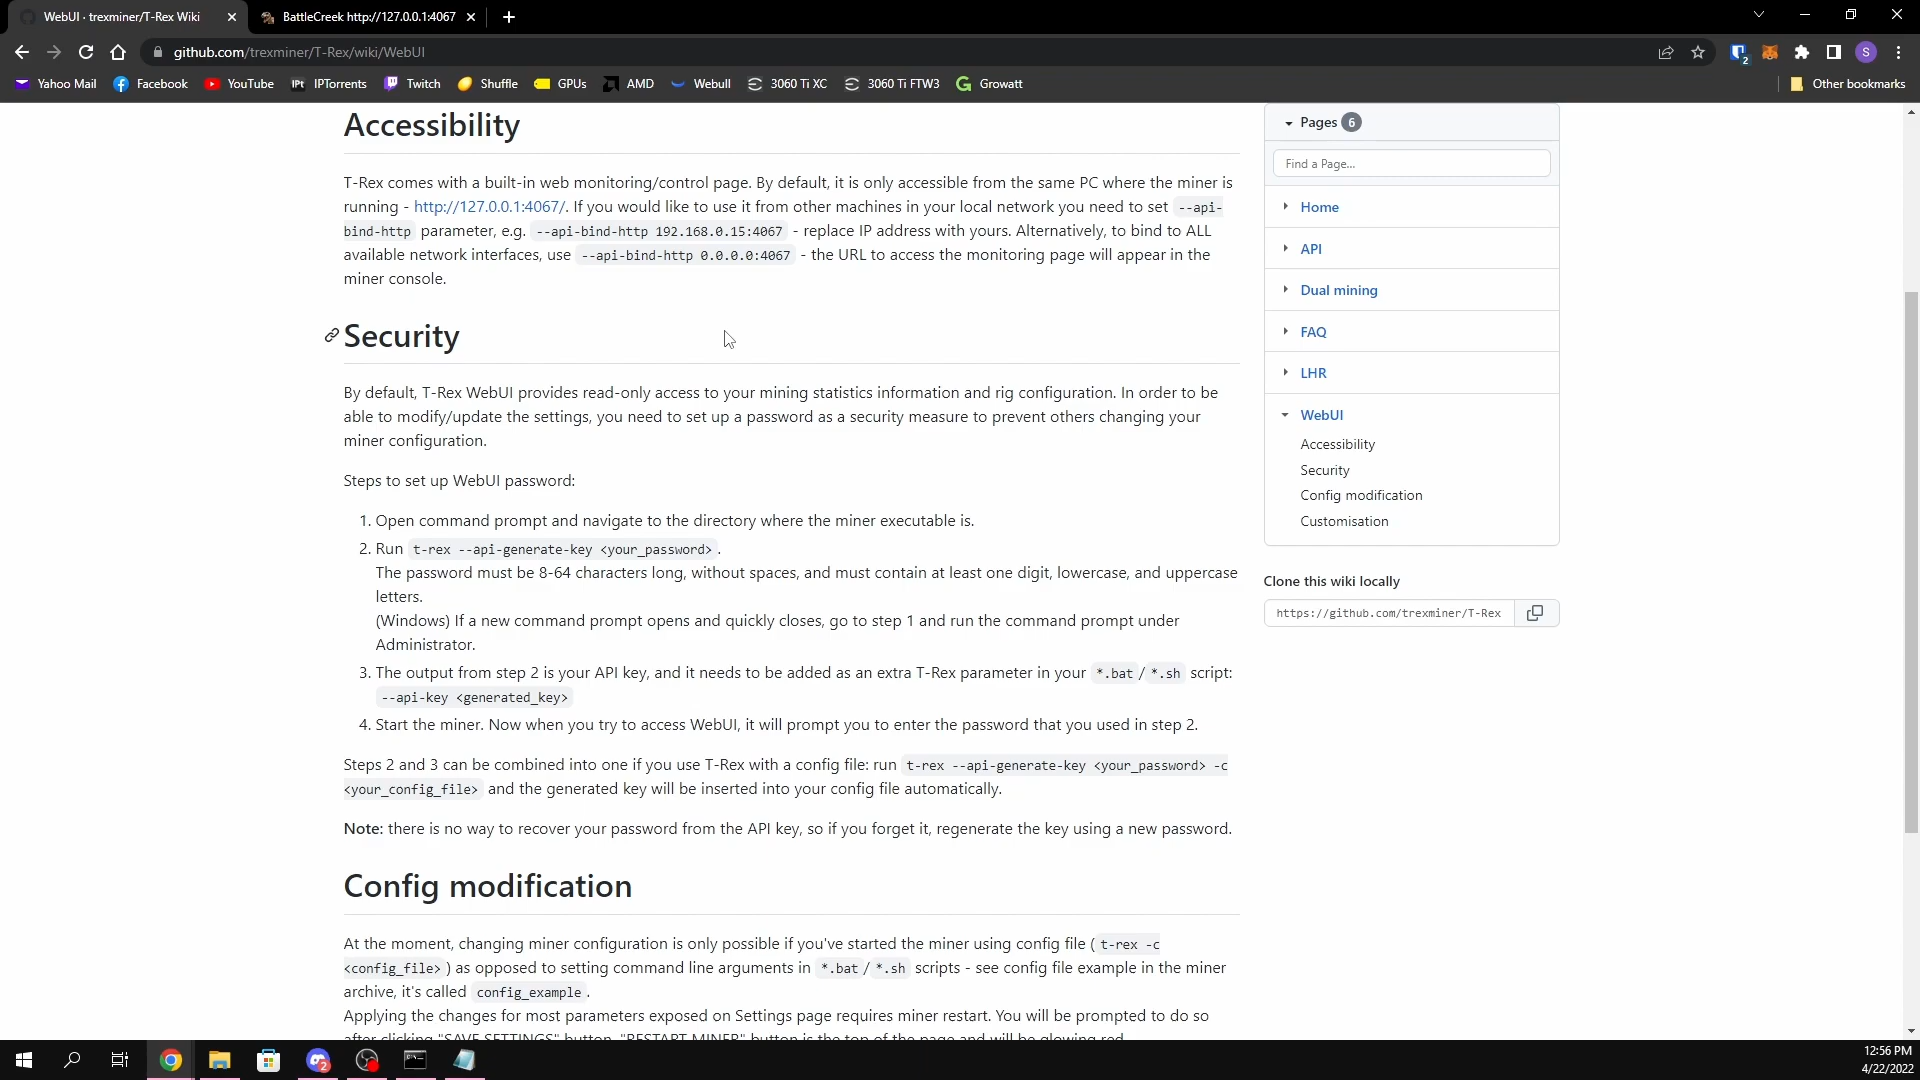 WebUI · trexminer/T-Rex Wiki
BattleCreek http://127.0.0.1:4067
github.com/trexminer/T-Rex/wiki/WebUI
2
S
Yahoo Mail
Facebook
YouTube
IPTorrents
Twitch
Shuffle
GPUs
AMD
Webull
3060 Ti XC
3060 Ti FTW3
Growatt
Other bookmarks
Accessibility
T-Rex comes with a built-in web monitoring/control page. By default, it is only accessible from the same PC where the miner is
running - http://127.0.0.1:4067/. If you would like to use it from other machines in your local network you need to set --api-
bind-http parameter, e.g. --api-bind-http 192.168.0.15:4067 - replace IP address with yours. Alternatively, to bind to ALL
available network interfaces, use --api-bind-http 0.0.0.0:4067 - the URL to access the monitoring page will appear in the
miner console.
Security
By default, T-Rex WebUI provides read-only access to your mining statistics information and rig configuration. In order to be
able to modify/update the settings, you need to set up a password as a security measure to prevent others changing your
miner configuration.
Steps to set up WebUI password:
1. Open command prompt and navigate to the directory where the miner executable is.
2. Run t-rex --api-generate-key <your_password> .
The password must be 8-64 characters long, without spaces, and must contain at least one digit, lowercase, and uppercase
letters.
(Windows) If a new command prompt opens and quickly closes, go to step 1 and run the command prompt under
Administrator.
3. The output from step 2 is your API key, and it needs to be added as an extra T-Rex parameter in your *.bat / *.sh script:
--api-key <generated_key>
4. Start the miner. Now when you try to access WebUI, it will prompt you to enter the password that you used in step 2.
Steps 2 and 3 can be combined into one if you use T-Rex with a config file: run t-rex --api-generate-key <your_password> -c
<your_config_file> and the generated key will be inserted into your config file automatically.
Note: there is no way to recover your password from the API key, so if you forget it, regenerate the key using a new password.
Config modification
At the moment, changing miner configuration is only possible if you've started the miner using config file ( t-rex -c
<config_file> ) as opposed to setting command line arguments in *.bat / *.sh scripts - see config file example in the miner
archive, it's called config_example .
Applying the changes for most parameters exposed on Settings page requires miner restart. You will be prompted to do so
after clicking "SAVE SETTINGS" button. "RESTART MINER" button is the top of the page and will be glowing red.
Pages 6
Find a Page...
Home
API
Dual mining
FAQ
LHR
WebUI
Accessibility
Security
Config modification
Customisation
Clone this wiki locally
https://github.com/trexminer/T-Rex
2
12:56 PM
4/22/2022